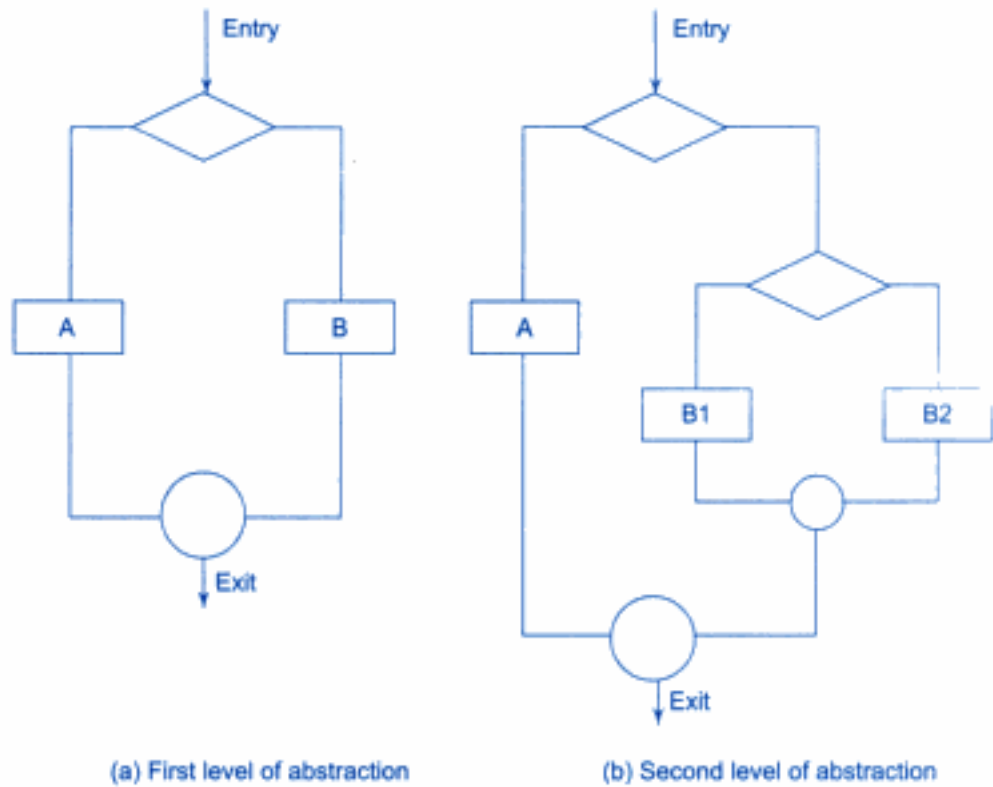 Entry
A
B
Exit
(a) First level of abstraction
Entry
A
B1
B2
Exit
(b) Second level of abstraction